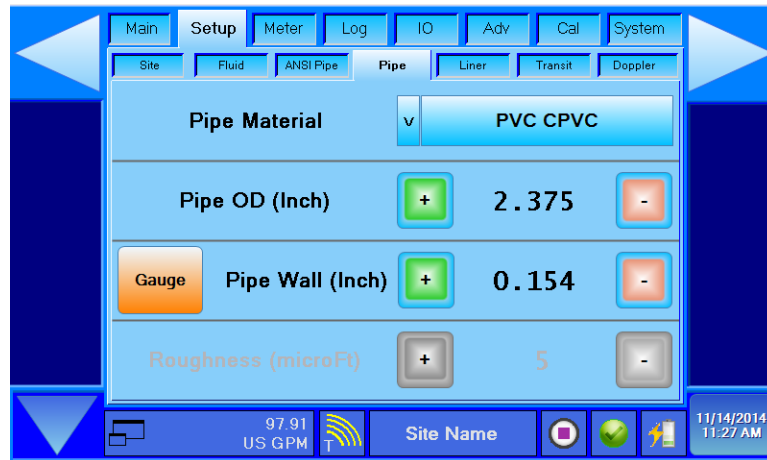 Main Setup Meter Log IO Adv Cal System
Site Fluid ANSI Pipe Pipe Liner Transit Doppler
Pipe Material v PVC CPVC
Pipe OD (Inch) + 2.375 -
Gauge Pipe Wall (Inch) + 0.154 -
Roughness (microFt) + 5 -
97.91
US GPM T Site Name
11/14/2014
11:27 AM